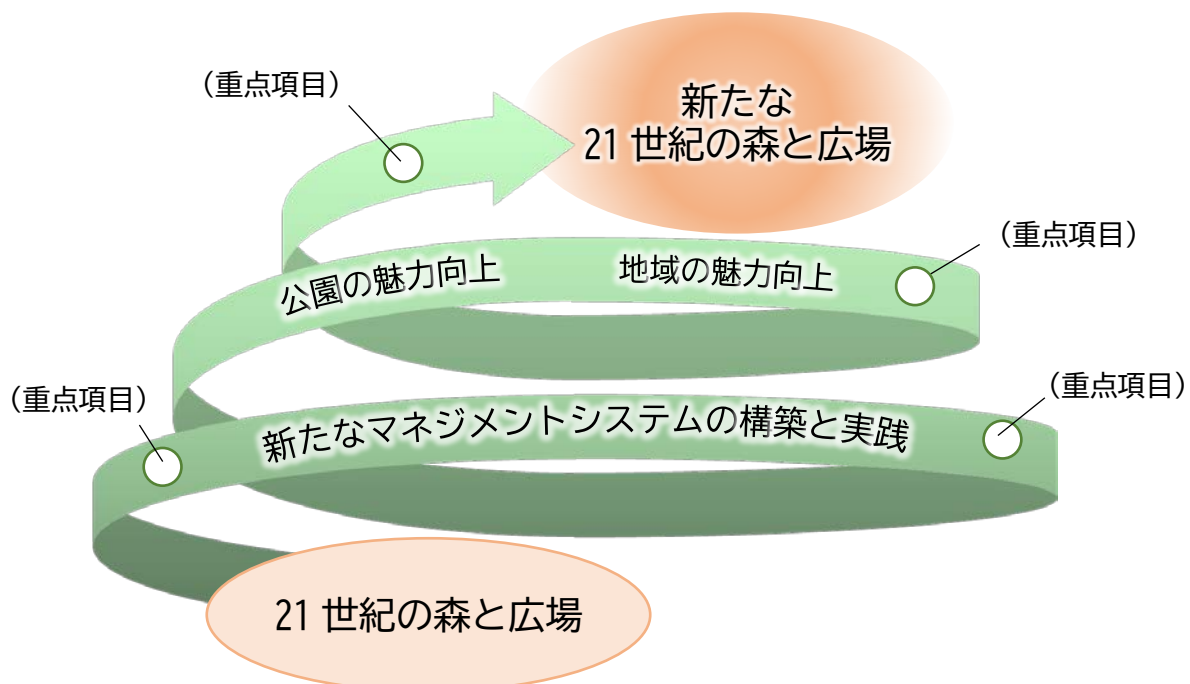 （重点項目）
新たな
21 世紀の森と広場
（重点項目）
公園の魅力向上
地域の魅力向上
（重点項目）
（重点項目）
新たなマネジメントシステムの構築と実践
21 世紀の森と広場